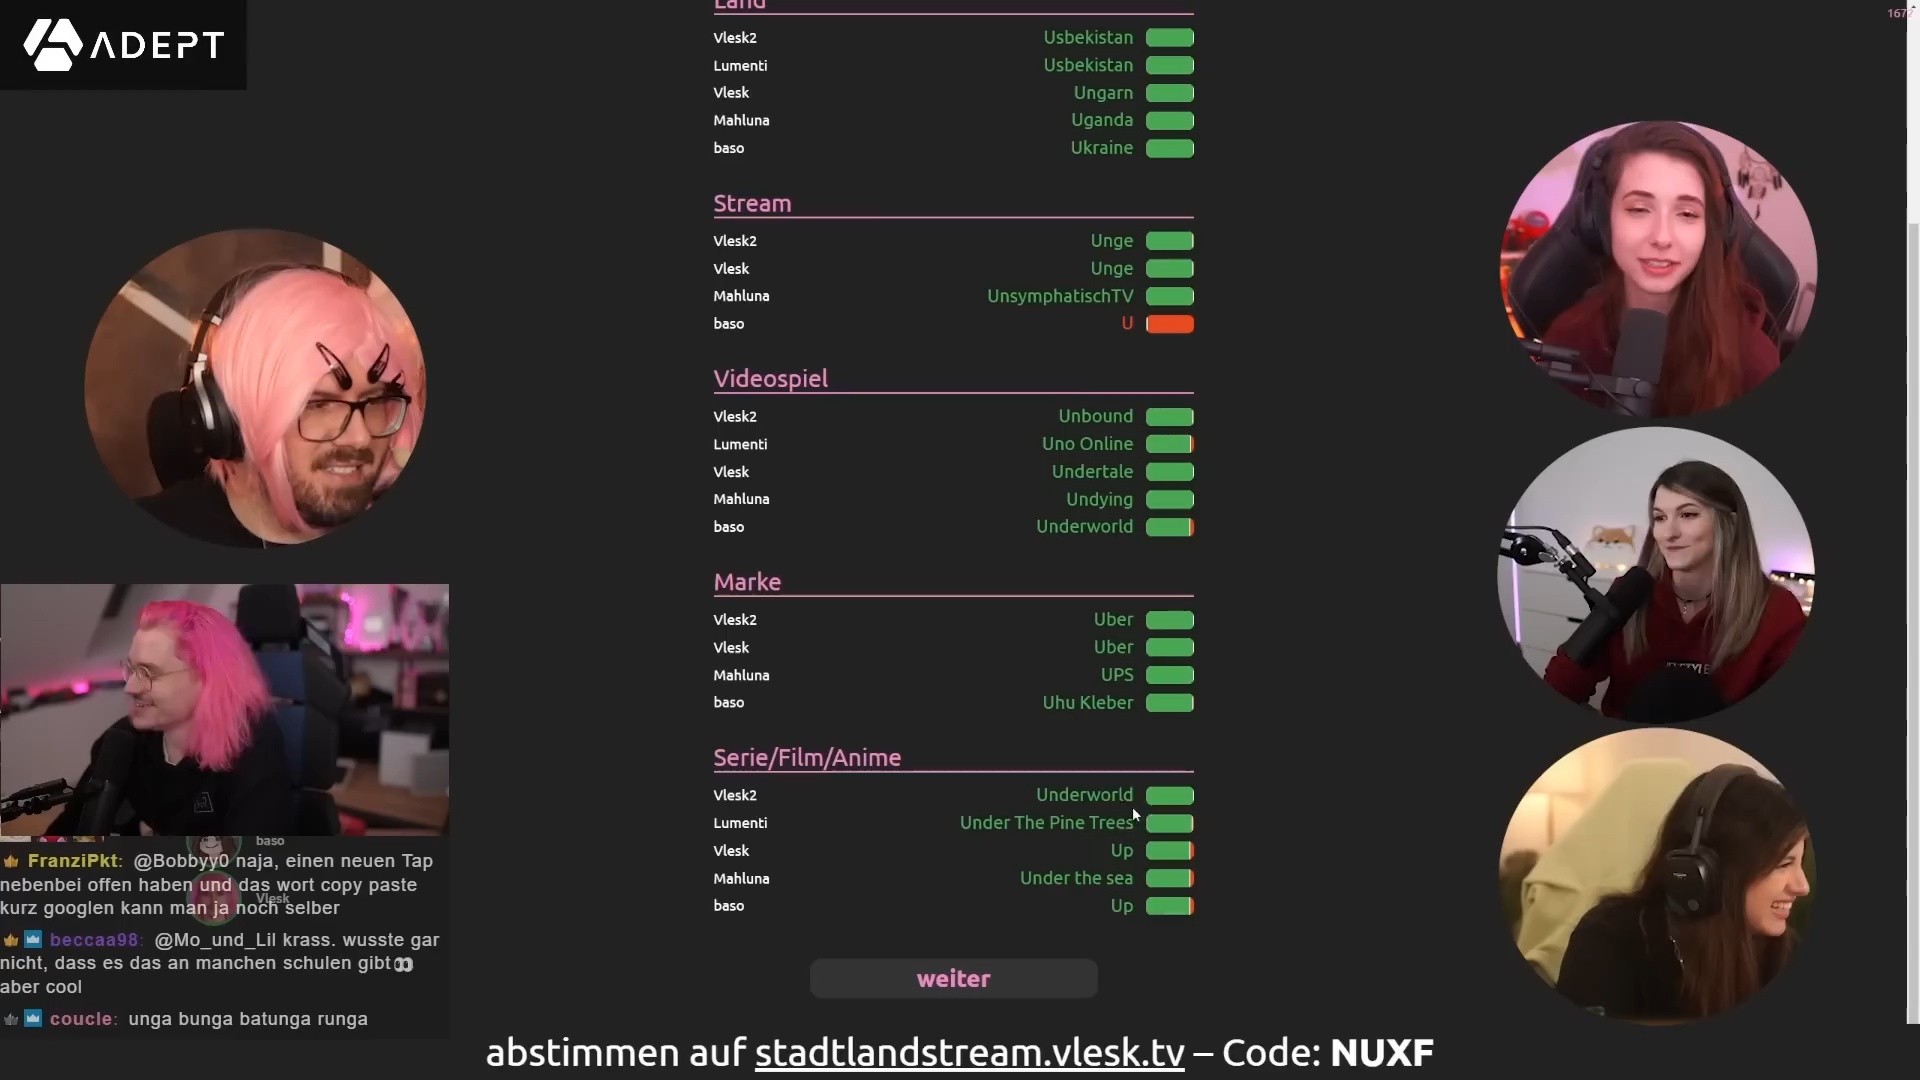 ADEPT
1672
Land
Vlesk2 Usbekistan
Lumenti Usbekistan
Vlesk Ungarn
Mahluna Uganda
baso Ukraine
Stream
Vlesk2 Unge
Vlesk Unge
Mahluna UnsymphatischTV
baso U
Videospiel
Vlesk2 Unbound
Lumenti Uno Online
Vlesk Undertale
Mahluna Undying
baso Underworld
Marke
Vlesk2 Uber
Vlesk Uber
Mahluna UPS
baso Uhu Kleber
Serie/Film/Anime
Vlesk2 Underworld
Lumenti Under The Pine Trees
Vlesk Up
Mahluna Under the sea
baso Up
weiter
baso
FranziPkt: @Bobbyy0 naja, einen neuen Tap
nebenbei offen haben und das wort copy paste
Vlesk
kurz googlen kann man ja noch selber
beccaa98: @Mo_und_Lil krass. wusste gar
nicht, dass es das an manchen schulen gibt
aber cool
coucle: unga bunga batunga runga
abstimmen auf stadtlandstream.vlesk.tv – Code: NUXF